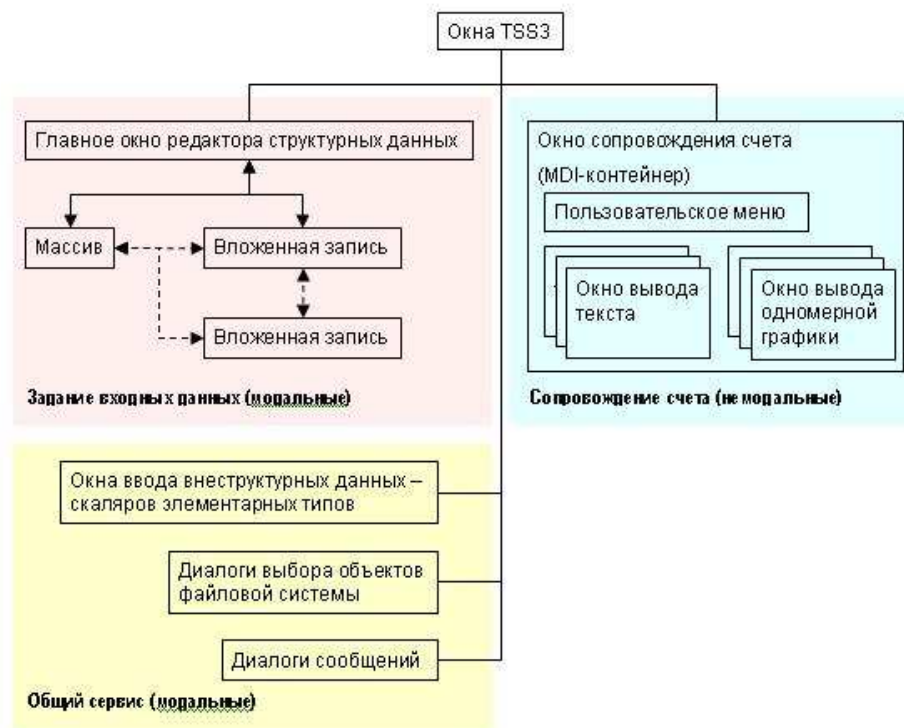 Окна TSS3
Главное окно редактора структурных данных
Массив
Вложенная запись
Вложенная запись
Задание входных данных (модальные)
Окно сопровождения счета
(MDI-контейнер)
Пользовательское меню
Окно вывода
текста
Окно вывода
одномерной
графики
Сопровождение счета (немодальные)
Окна ввода внеструктурных данных –
скаляров элементарных типов
Диалоги выбора объектов
файловой системы
Диалоги сообщений
Общий сервис (модальные)